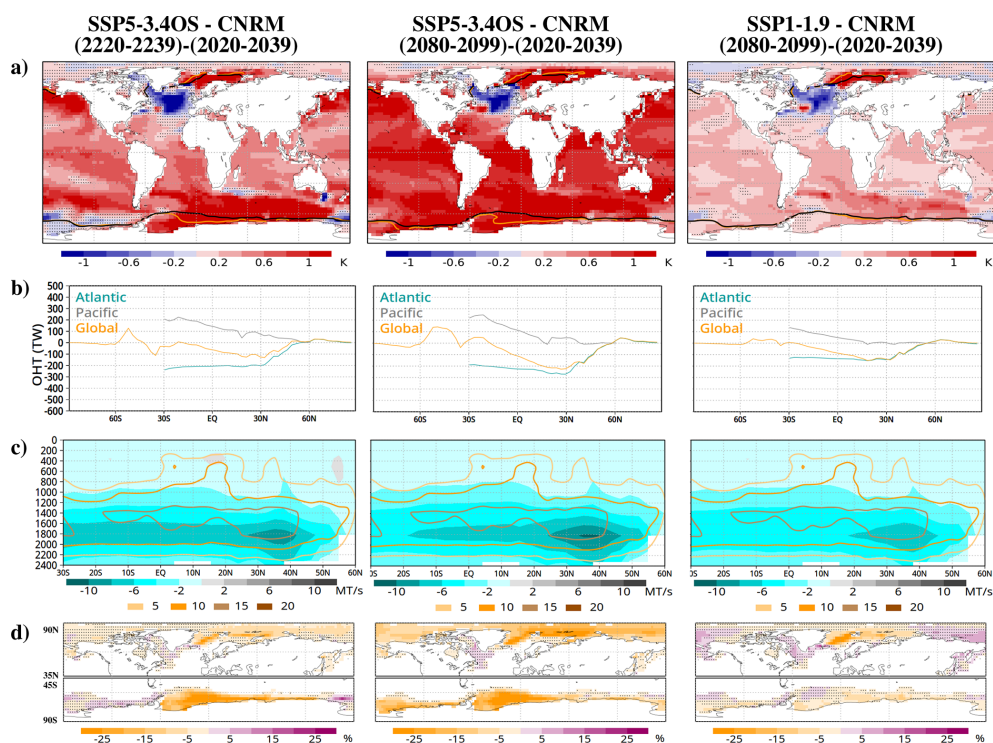 SSP5-3.4OS - CNRM SSP5-3.4OS - CNRM SSP1-1.9 - CNRM
(2220-2239)-(2020-2039) (2080-2099)-(2020-2039) (2080-2099)-(2020-2039)
a)
-1 -0.6 -0.2 0.2 0.6 1 K -1 -0.6 -0.2 0.2 0.6 1 K -1 -0.6 -0.2 0.2 0.6 1 K
b)
OHT (TW)
500
400
300
200
100
0
-100
-200
-300
-400
-500
-600
Atlantic Atlantic Atlantic
Pacific Pacific Pacific
Global Global Global
60S 30S EQ 30N 60N 60S 30S EQ 30N 60N 60S 30S EQ 30N 60N
c)
0
200
400
600
800
1000
1200
1400
1600
1800
2000
2200
2400
30S 20S 10S EQ 10N 20N 30N 40N 50N 60N 30S 20S 10S EQ 10N 20N 30N 40N 50N 60N 30S 20S 10S EQ 10N 20N 30N 40N 50N 60N
-10 -6 -2 2 6 10 MT/s -10 -6 -2 2 6 10 MT/s -10 -6 -2 2 6 10 MT/s
5 10 15 20 5 10 15 20 5 10 15 20
d)
90N
35N
45S
90S
-25 -15 -5 5 15 25 % -25 -15 -5 5 15 25 % -25 -15 -5 5 15 25 %